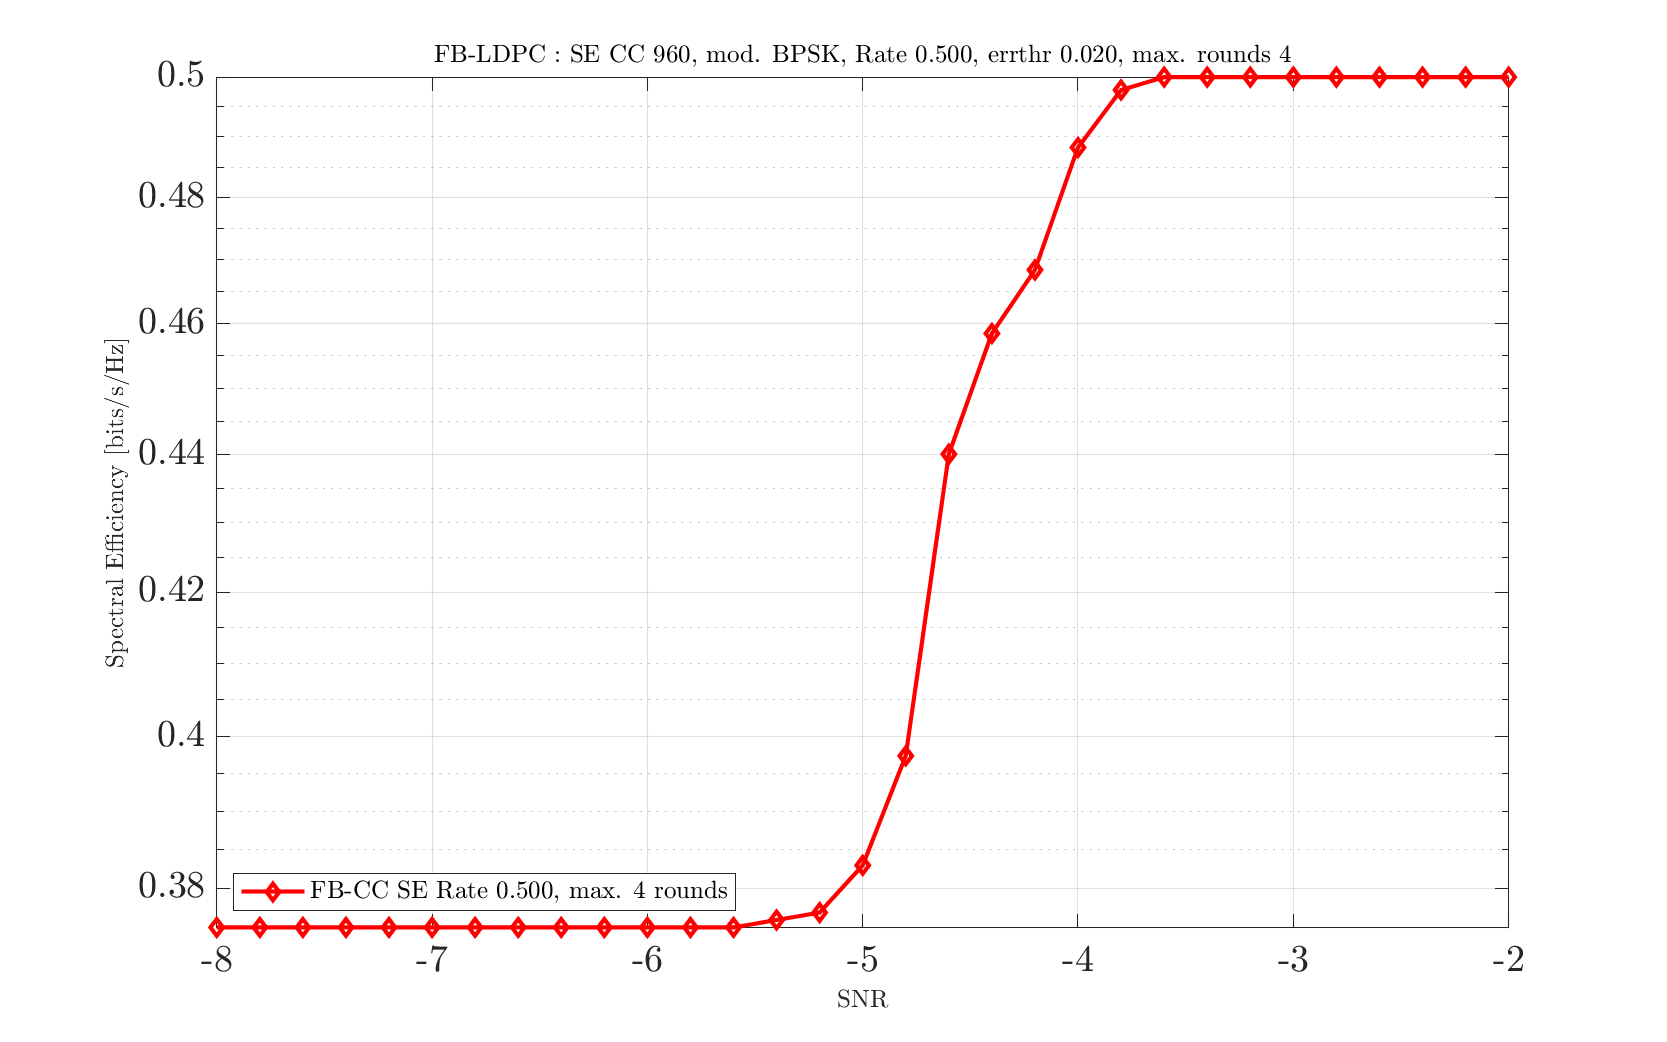 FB-LDPC : SE CC 960, mod. BPSK, Rate 0.500, errthr 0.020, max. rounds 4
0.5
0.48
0.46
0.44
0.42
0.4
0.38
Spectral Efficiency [bits/s/Hz]
FB-CC SE Rate 0.500, max. 4 rounds
-8 -7 -6 -5 -4 -3 -2
SNR